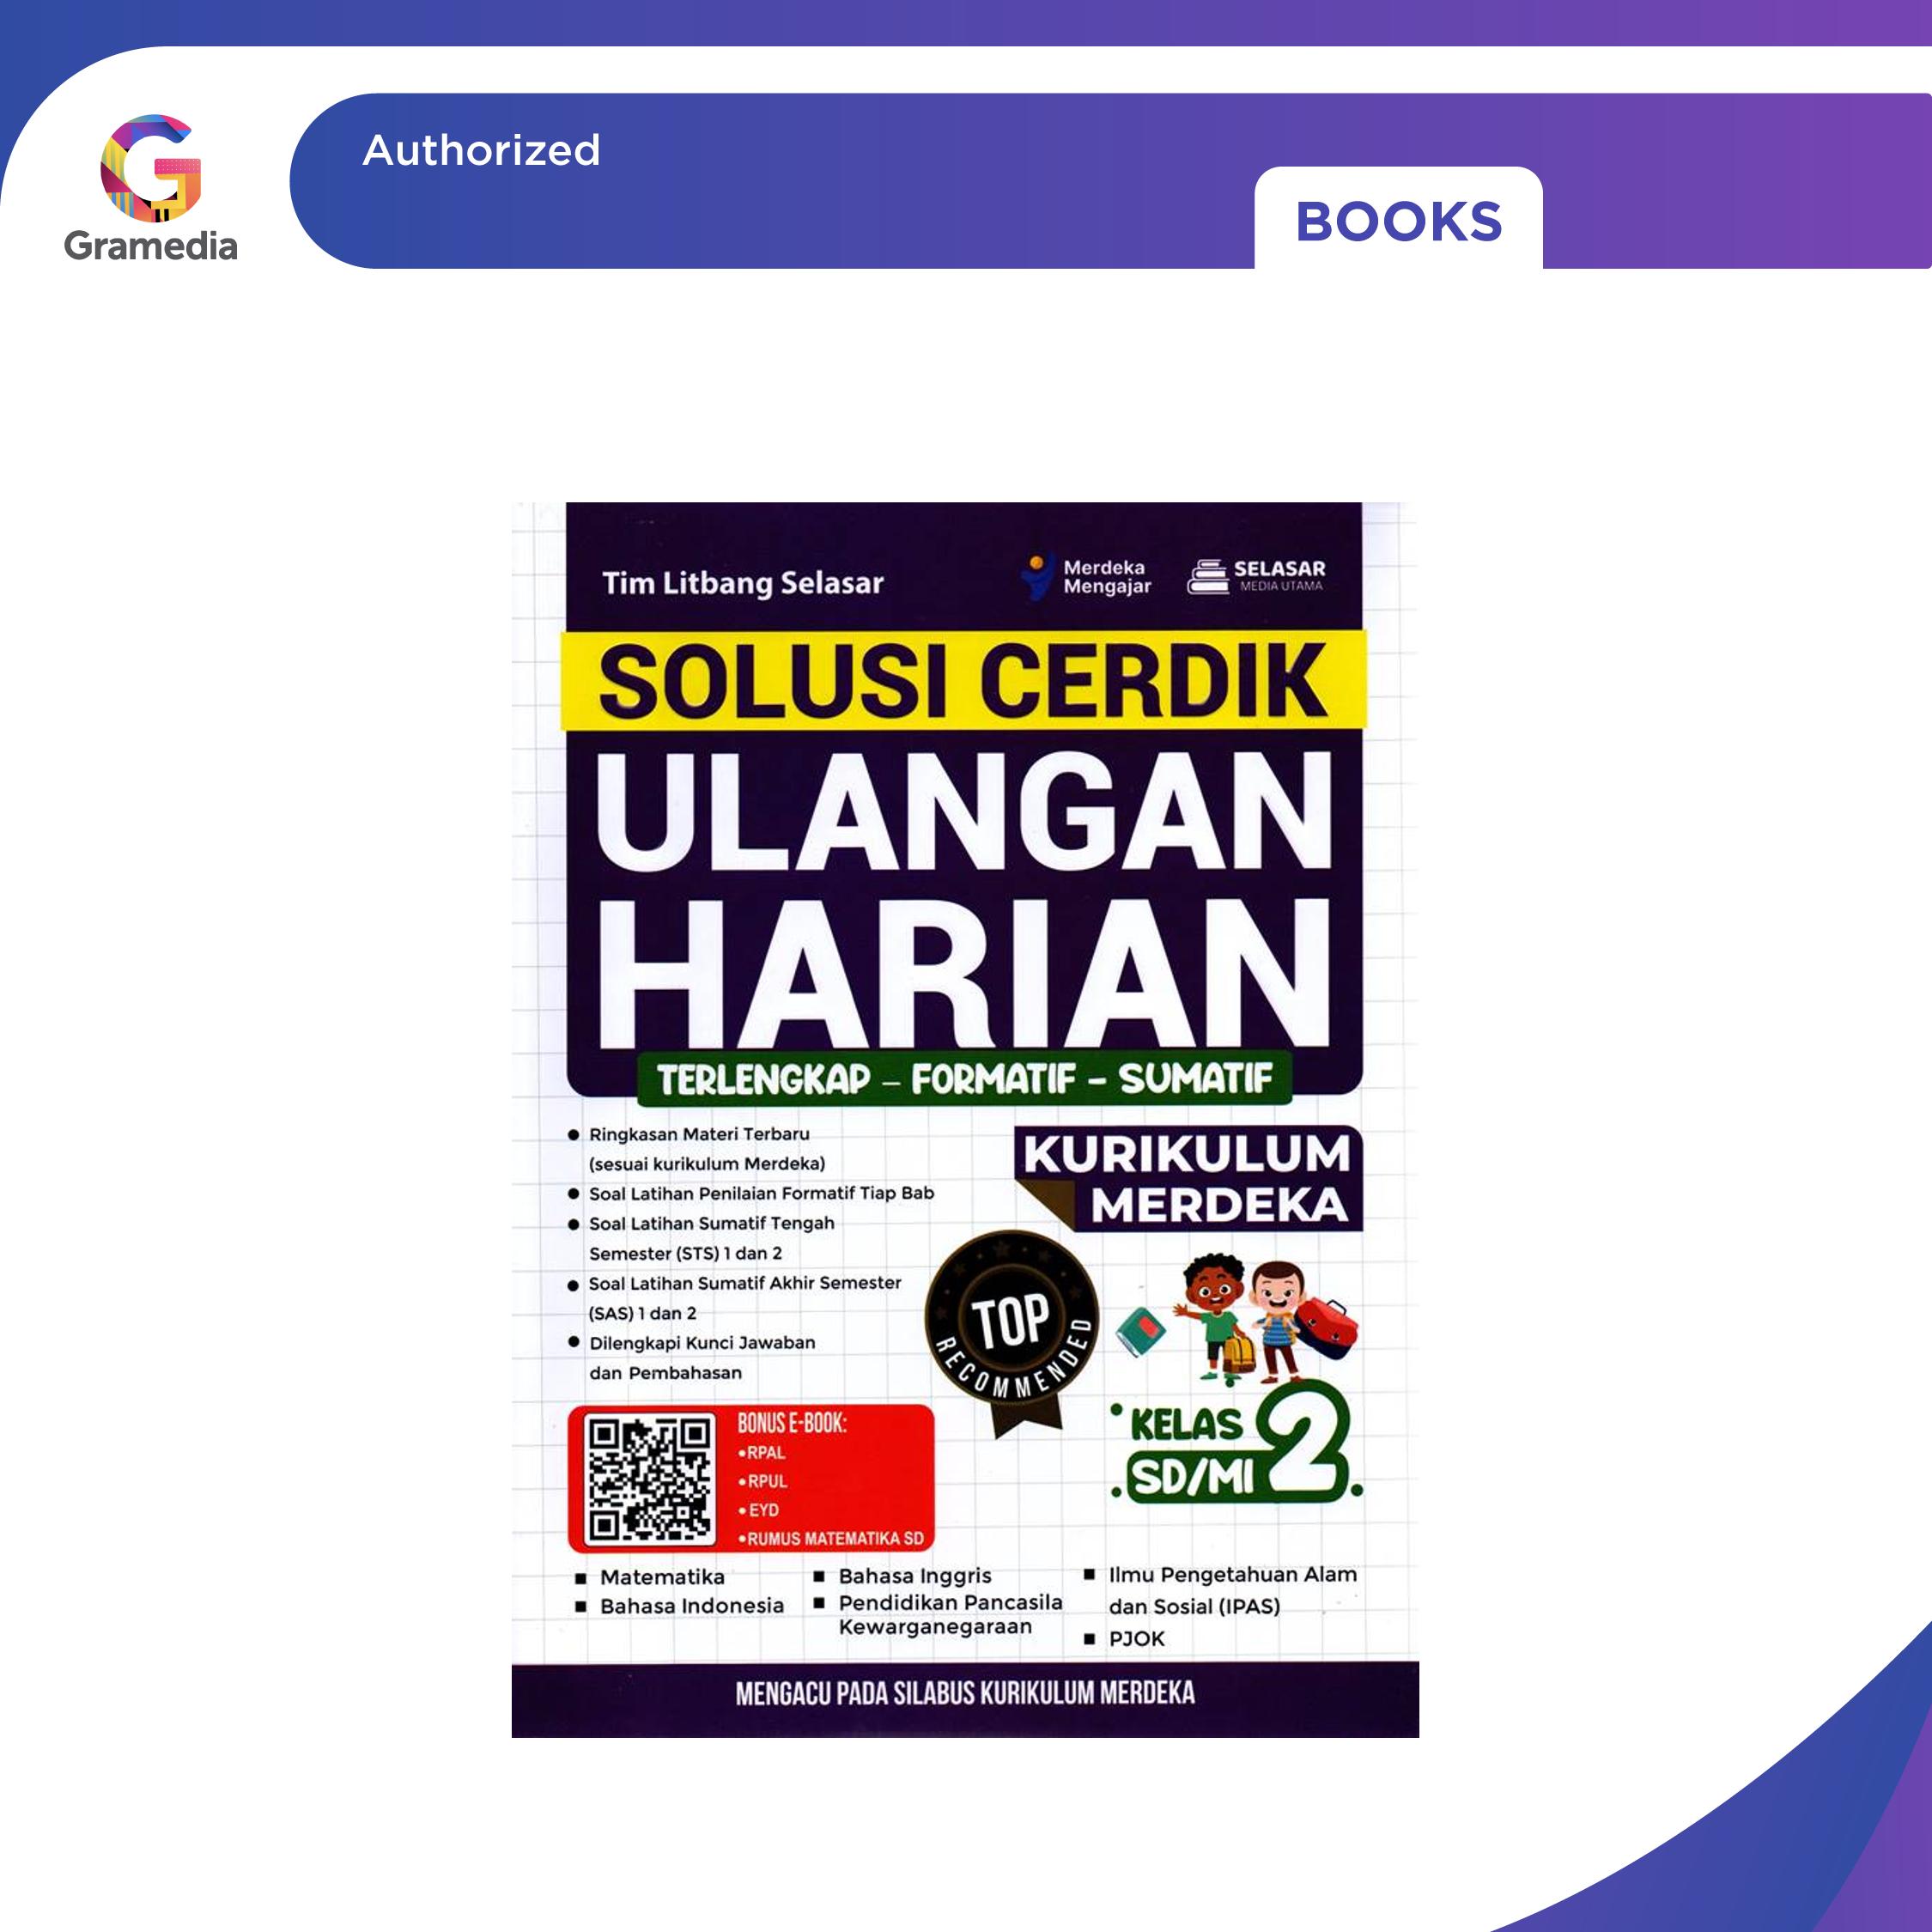 Gramedia
Authorized
BOOKS
Tim Litbang Selasar
Merdeka
Mengajar
SELASAR
MEDIA UTAMA
SOLUSI CERDIK
ULANGAN
HARIAN
TERLENGKAP – FORMATIF – SUMATIF
● Ringkasan Materi Terbaru
(sesuai kurikulum Merdeka)
● Soal Latihan Penilaian Formatif Tiap Bab
● Soal Latihan Sumatif Tengah
Semester (STS) 1 dan 2
● Soal Latihan Sumatif Akhir Semester
(SAS) 1 dan 2
● Dilengkapi Kunci Jawaban
dan Pembahasan
KURIKULUM
MERDEKA
TOP
RECOMMENDED
KELAS 2
SD/MI
BONUS E-BOOK:
•RPAL
•RPUL
•EYD
•RUMUS MATEMATIKA SD
■ Matematika
■ Bahasa Indonesia
■ Bahasa Inggris
■ Pendidikan Pancasila
Kewarganegaraan
■ Ilmu Pengetahuan Alam
dan Sosial (IPAS)
■ PJOK
MENGACU PADA SILABUS KURIKULUM MERDEKA